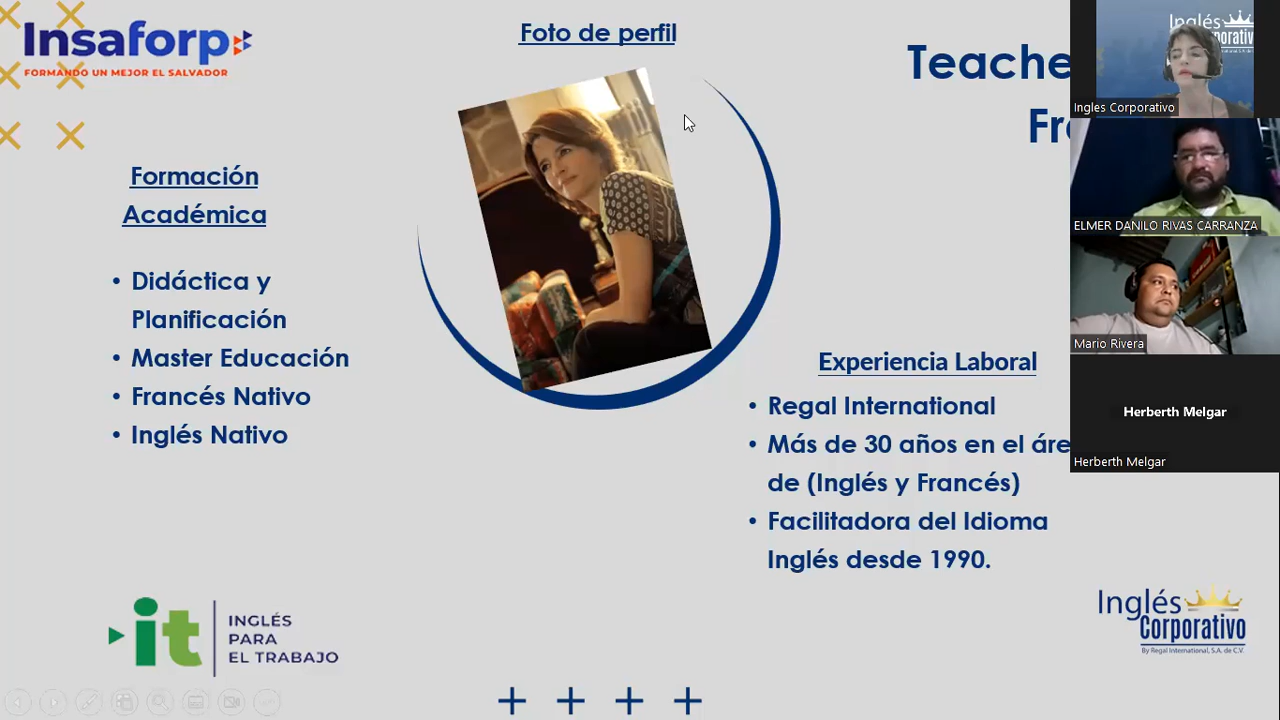 Insaforp
FORMANDO UN MEJOR EL SALVADOR
Foto de perfil
Teache
Fr
Formación
Académica
• Didáctica y
Planificación
• Master Educación
• Francés Nativo
• Inglés Nativo
Experiencia Laboral
• Regal International
• Más de 30 años en el áre
de (Inglés y Francés)
• Facilitadora del Idioma
Inglés desde 1990.
it
INGLÉS
PARA
EL TRABAJO
Inglés
Corporativo
By Regal International, S.A. de C.V.
Inglés
Corporativo
Ingles Corporativo
ELMER DANILO RIVAS CARRANZA
Mario Rivera
Herberth Melgar
Herberth Melgar